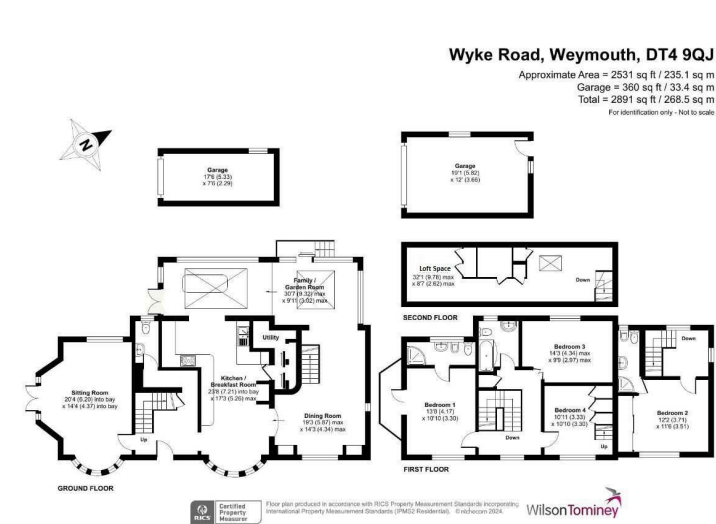 Wyke Road, Weymouth, DT4 9QJ
Approximate Area = 2531 sq ft / 235.1 sq m
Garage = 360 sq ft / 33.4 sq m
Total = 2891 sq ft / 268.5 sq m
For identification only - Not to scale
N
Garage
17'6 (5.33)
x 7'6 (2.29)
Garage
19'1 (5.82)
x 12' (3.66)
Loft Space
32'1 (9.78) max
x 8'7 (2.62) max
Down
SECOND FLOOR
Family /
Garden Room
30'7 (9.32) max
x 9'11 (3.02) max
Utility
Kitchen /
Breakfast Room
23'8 (7.21) into bay
x 17'3 (5.26) max
Sitting Room
20'4 (6.20) into bay
x 14'4 (4.37) into bay
Dining Room
19'3 (5.87) max
x 14'3 (4.34) max
Up
GROUND FLOOR
Bedroom 3
14'3 (4.34) max
x 9'9 (2.97) max
Down
Bedroom 1
13'8 (4.17)
x 10'10 (3.30)
Bedroom 4
10'11 (3.33)
x 10'10 (3.30)
Bedroom 2
12'2 (3.71)
x 11'6 (3.51)
Down
Up
FIRST FLOOR
RICS
Certified
Property
Measurer
Floor plan produced in accordance with RICS Property Measurement Standards incorporating
International Property Measurement Standards (IPMS2 Residential). © nichecom 2024.
WilsonTominey